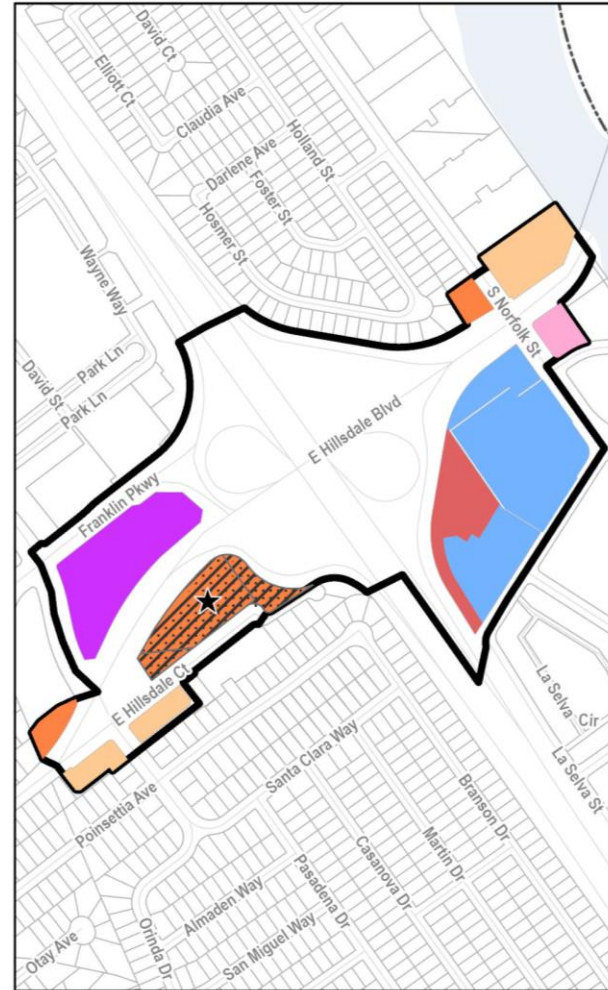 David Ct
Elliott Ct
Claudia Ave
Holland St
Darlene Ave
Foster St
Hosmer St
Wayne Way
S Norfolk St
Park Ln
David St
Park Ln
E Hillsdale Blvd
Franklin Pkwy
E Hillsdale Ct
La Selva
Cir
La Selva St
Poinsettia Ave
Santa Clara Way
Branson Dr
Martin Dr
Casanova Dr
Pasadena Dr
Almaden Way
Orinda Dr
San Miguel Way
Otay Ave